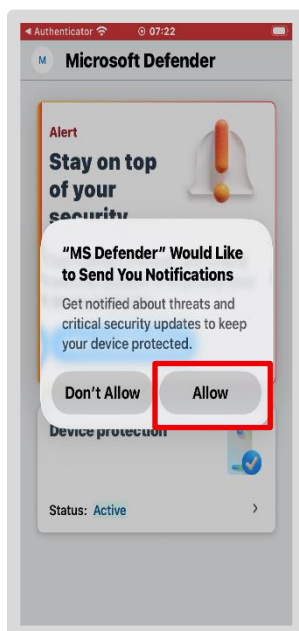 ◀ Authenticator 07:22
M Microsoft Defender
Alert
Stay on top
of your
security
"MS Defender" Would Like
to Send You Notifications
Get notified about threats and
critical security updates to keep
your device protected.
Don't Allow Allow
Device protection
Status: Active >